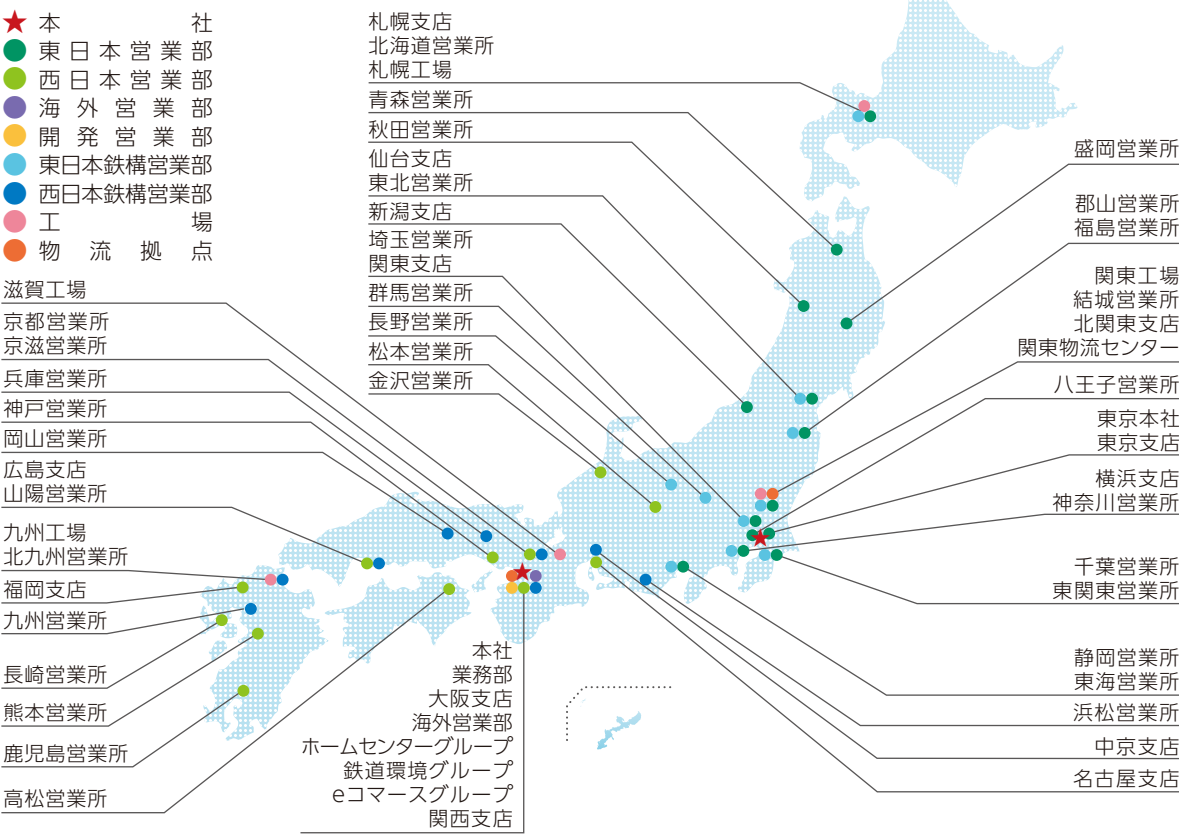 本社
東日本営業部
西日本営業部
海外営業部
開発営業部
東日本鉄構営業部
西日本鉄構営業部
工場
物流拠点
滋賀工場
京都営業所
京滋営業所
兵庫営業所
神戸営業所
岡山営業所
広島支店
山陽営業所
九州工場
北九州営業所
福岡支店
九州営業所
長崎営業所
熊本営業所
鹿児島営業所
高松営業所
札幌支店
北海道営業所
札幌工場
青森営業所
秋田営業所
仙台支店
東北営業所
新潟支店
埼玉営業所
関東支店
群馬営業所
長野営業所
松本営業所
金沢営業所
本社
業務部
大阪支店
海外営業部
ホームセンターグループ
鉄道環境グループ
eコマースグループ
関西支店
盛岡営業所
郡山営業所
福島営業所
関東工場
結城営業所
北関東支店
関東物流センター
八王子営業所
東京本社
東京支店
横浜支店
神奈川営業所
千葉営業所
東関東営業所
静岡営業所
東海営業所
浜松営業所
中京支店
名古屋支店